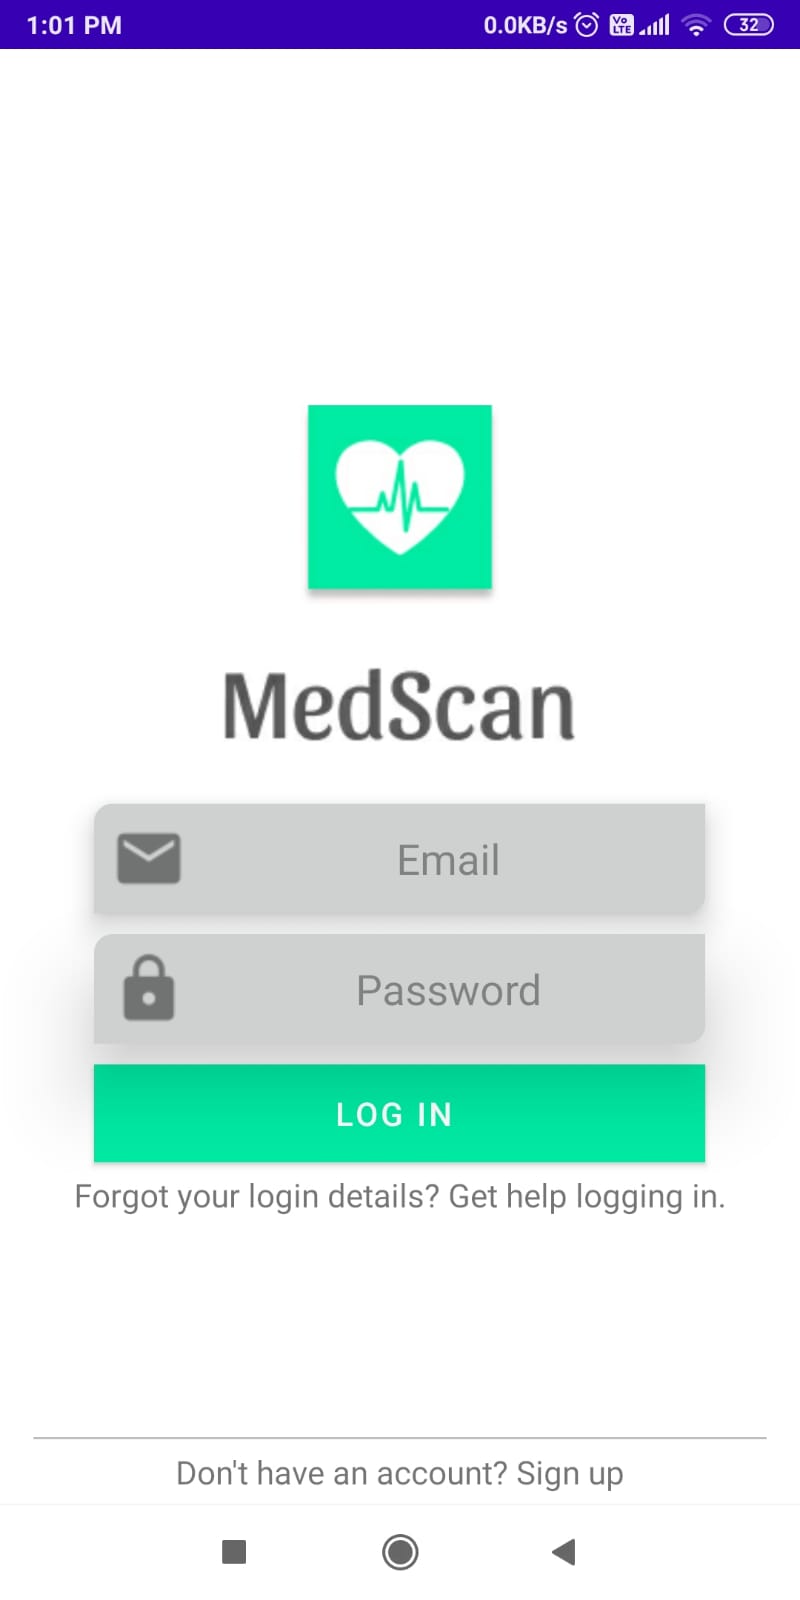 1:01 PM 0.0KB/s Vo LTE 32
MedScan
Email
Password
LOG IN
Forgot your login details? Get help logging in.
Don't have an account? Sign up